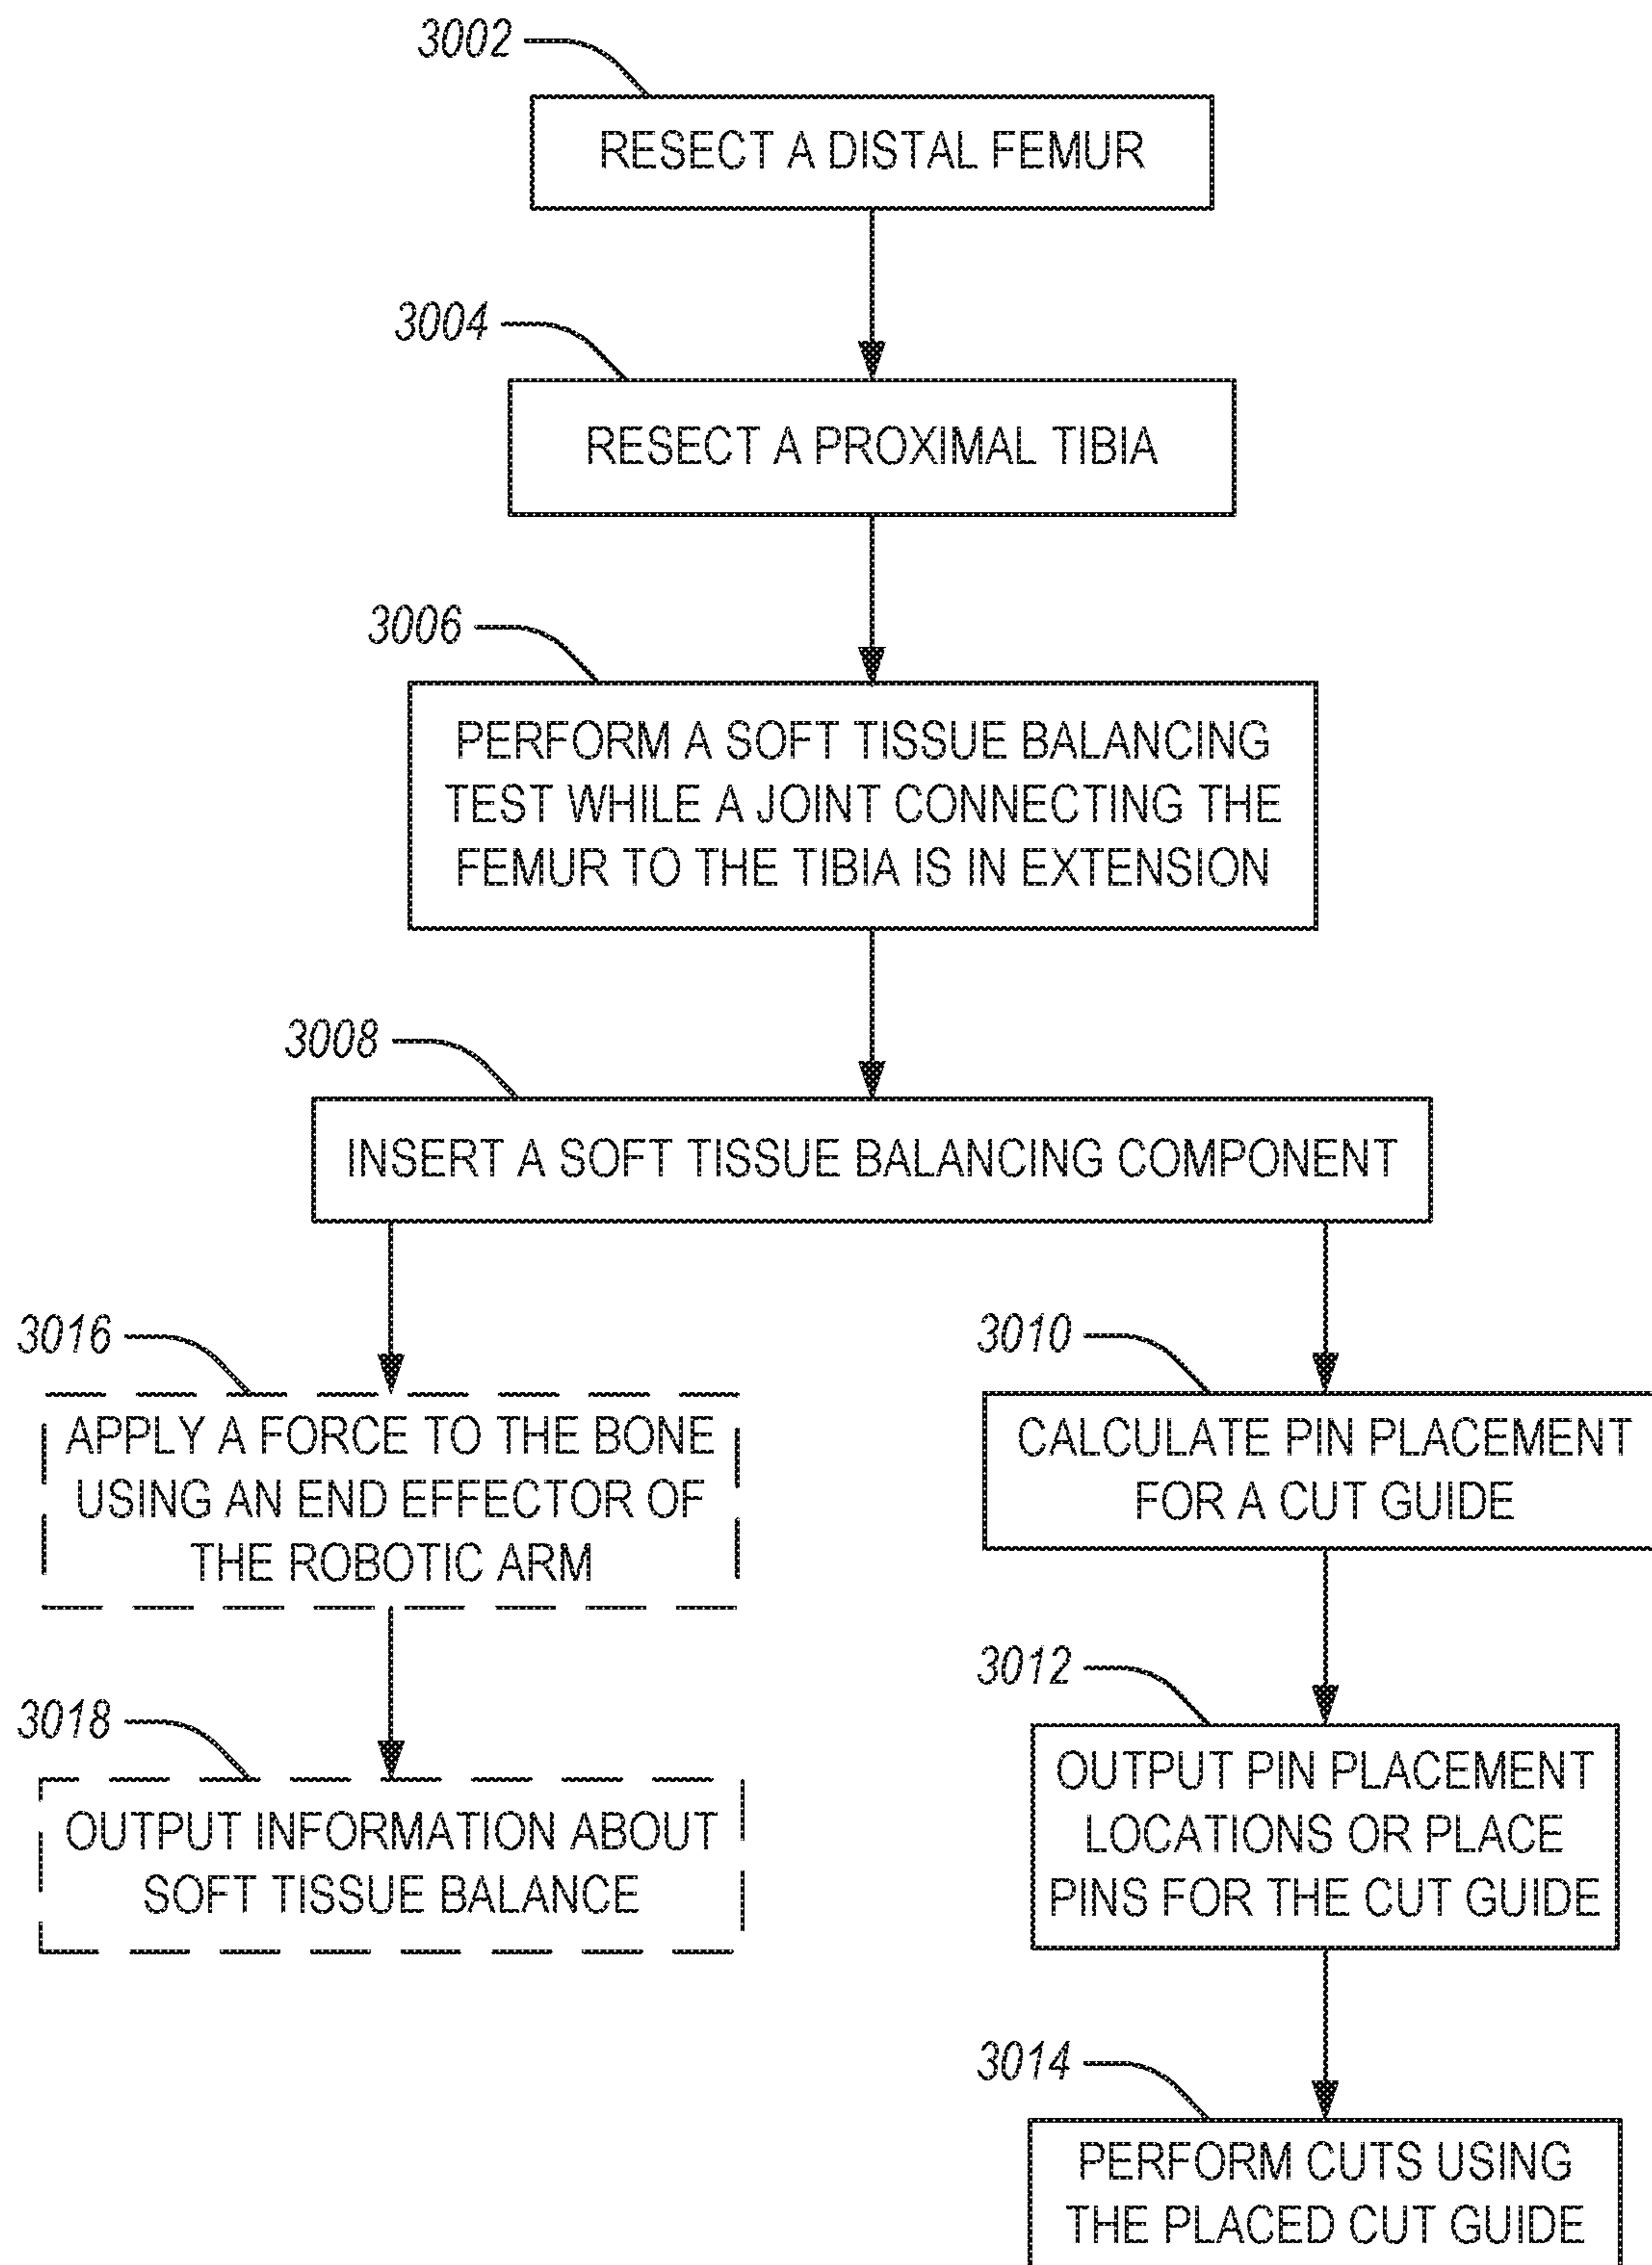 3002
RESECT A DISTAL FEMUR
3004
RESECT A PROXIMAL TIBIA
3006
PERFORM A SOFT TISSUE BALANCING
TEST WHILE A JOINT CONNECTING THE
FEMUR TO THE TIBIA IS IN EXTENSION
3008
INSERT A SOFT TISSUE BALANCING COMPONENT
3016
APPLY A FORCE TO THE BONE
USING AN END EFFECTOR OF
THE ROBOTIC ARM
3018
OUTPUT INFORMATION ABOUT
SOFT TISSUE BALANCE
3010
CALCULATE PIN PLACEMENT
FOR A CUT GUIDE
3012
OUTPUT PIN PLACEMENT
LOCATIONS OR PLACE
PINS FOR THE CUT GUIDE
3014
PERFORM CUTS USING
THE PLACED CUT GUIDE